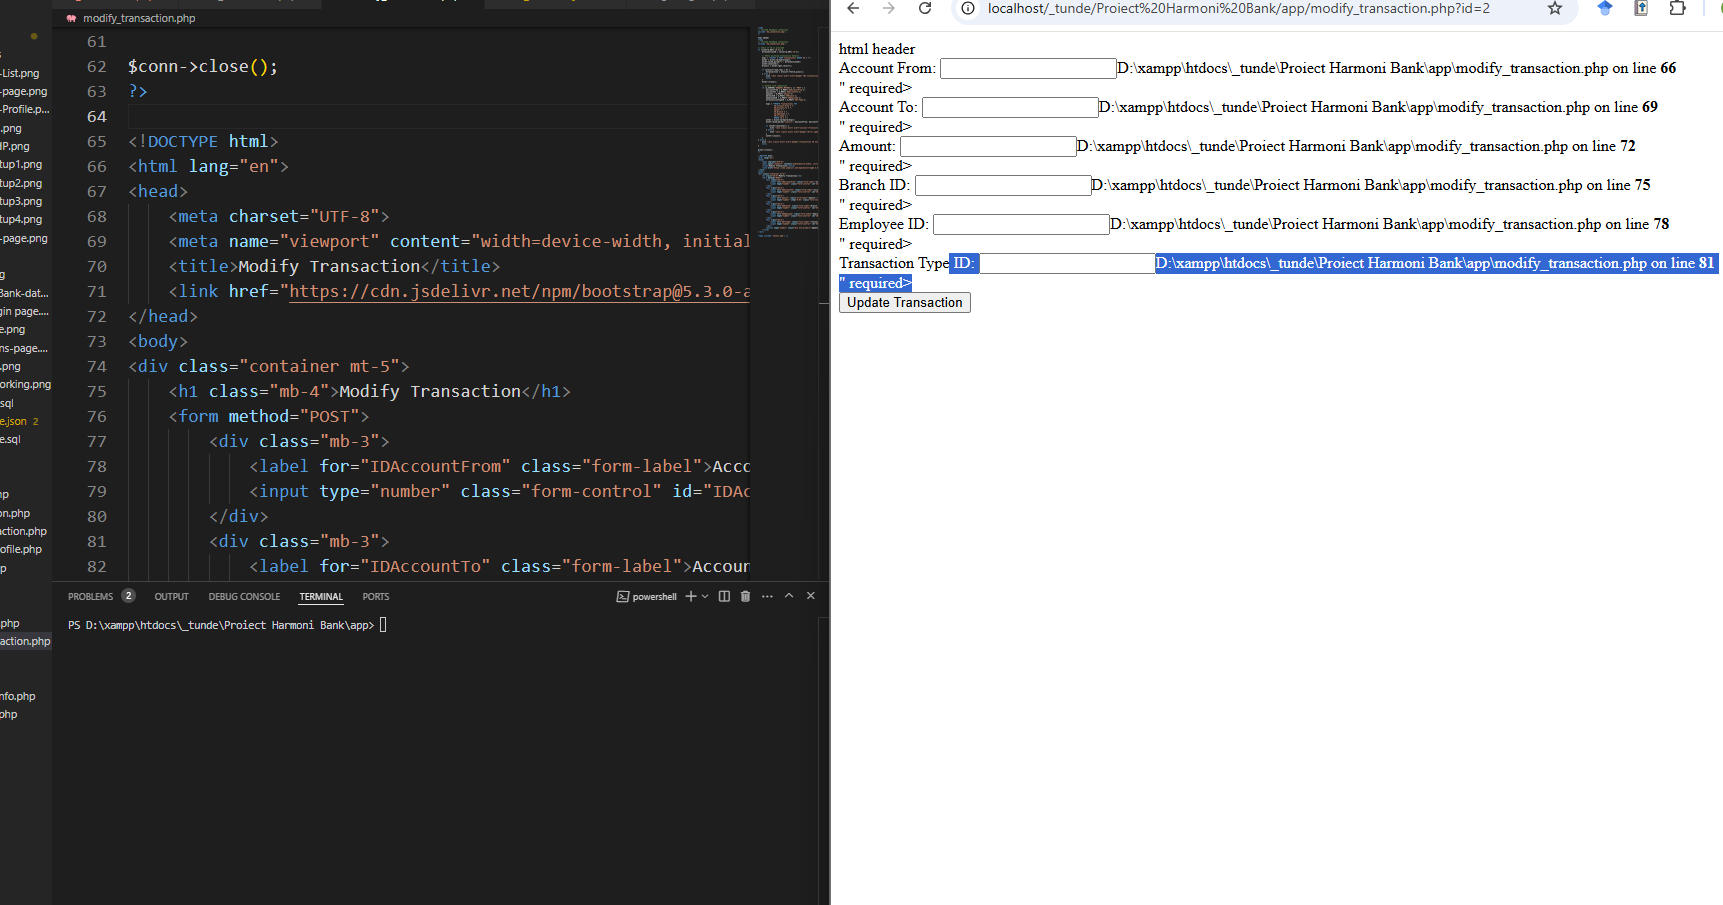 -List.png
-page.png
-Profile.p...
.png
HP.png
tup1.png
tup2.png
tup3.png
tup4.png
-page.png
g
Bank-dat...
gin page....
e.png
ns-page....
.png
orking.png
sql
e.json 2
e.sql
hp
on.php
action.php
ofile.php
p
.php
action.php
nfo.php
.php
modify_transaction.php
61
62 $conn->close();
63 ?>
64
65 <!DOCTYPE html>
66 <html lang="en">
67 <head>
68 <meta charset="UTF-8">
69 <meta name="viewport" content="width=device-width, initial
70 <title>Modify Transaction</title>
71 <link href="https://cdn.jsdelivr.net/npm/bootstrap@5.3.0-a
72 </head>
73 <body>
74 <div class="container mt-5">
75 <h1 class="mb-4">Modify Transaction</h1>
76 <form method="POST">
77 <div class="mb-3">
78 <label for="IDAccountFrom" class="form-label">Acco
79 <input type="number" class="form-control" id="IDAc
80 </div>
81 <div class="mb-3">
82 <label for="IDAccountTo" class="form-label">Accoun
PROBLEMS 2 OUTPUT DEBUG CONSOLE TERMINAL PORTS powershell
PS D:\xampp\htdocs\_tunde\Proiect Harmoni Bank\app>
localhost/_tunde/Proiect%20Harmoni%20Bank/app/modify_transaction.php?id=2
html header
Account From: D:\xampp\htdocs\_tunde\Proiect Harmoni Bank\app\modify_transaction.php on line 66
" required>
Account To: D:\xampp\htdocs\_tunde\Proiect Harmoni Bank\app\modify_transaction.php on line 69
" required>
Amount: D:\xampp\htdocs\_tunde\Proiect Harmoni Bank\app\modify_transaction.php on line 72
" required>
Branch ID: D:\xampp\htdocs\_tunde\Proiect Harmoni Bank\app\modify_transaction.php on line 75
" required>
Employee ID: D:\xampp\htdocs\_tunde\Proiect Harmoni Bank\app\modify_transaction.php on line 78
" required>
Transaction Type ID: D:\xampp\htdocs\_tunde\Proiect Harmoni Bank\app\modify_transaction.php on line 81
" required>
Update Transaction